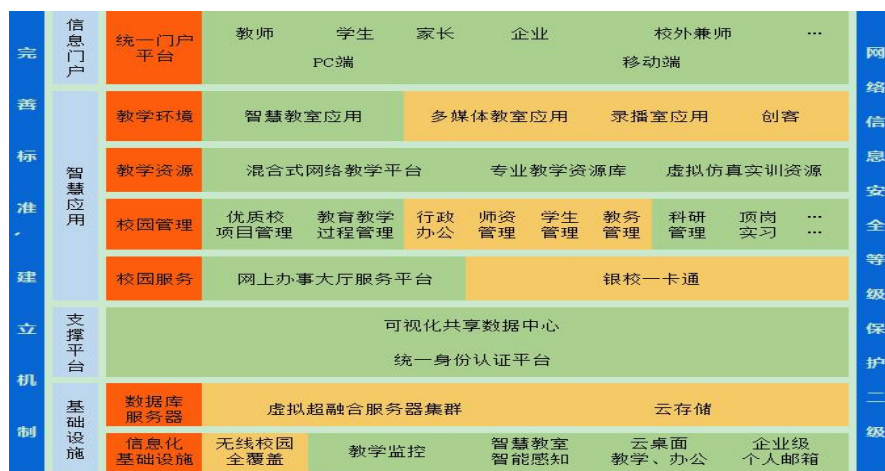 完善标准，建立机制
信息门户
统一门户平台
教师 学生 家长 企业 校外兼师 …
PC端 移动端
智慧应用
教学环境 智慧教室应用 多媒体教室应用 录播室应用 创客
教学资源 混合式网络教学平台 专业教学资源库 虚拟仿真实训资源
校园管理
优质校 教育教学 行政 师资 学生 教务 科研 顶岗 …
项目管理 过程管理 办公 管理 管理 管理 管理 实习 …
校园服务 网上办事大厅服务平台 银校一卡通
支撑平台
可视化共享数据中心
统一身份认证平台
基础设施
数据库服务器 虚拟超融合服务器集群 云存储
信息化 无线校园 教学监控 智慧教室 云桌面 企业级
基础设施 全覆盖 智能感知 教学、办公 个人邮箱
网络信息安全等级保护二级